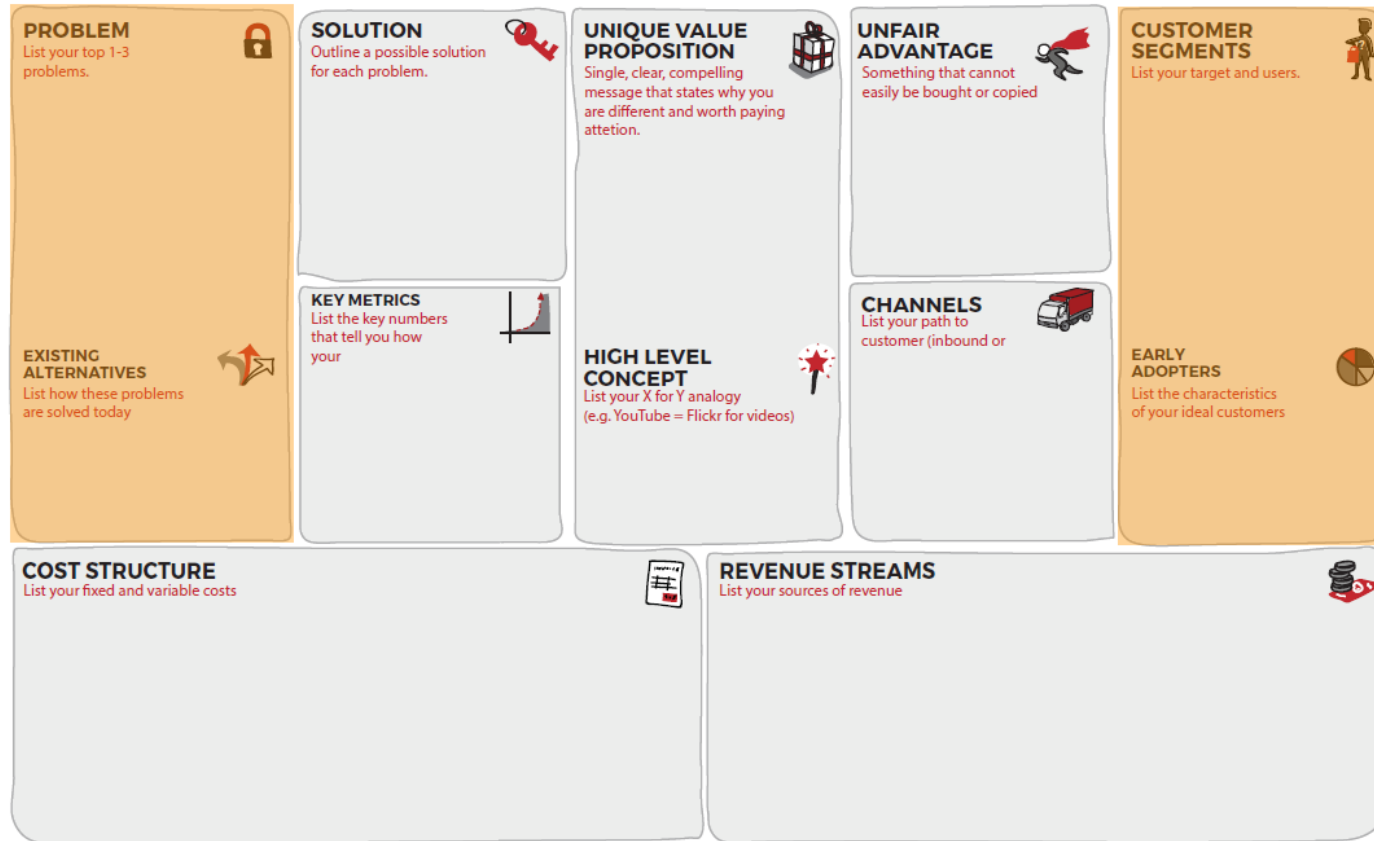 PROBLEM
List your top 1-3
problems.
EXISTING
ALTERNATIVES
List how these problems
are solved today
SOLUTION
Outline a possible solution
for each problem.
KEY METRICS
List the key numbers
that tell you how
your
UNIQUE VALUE
PROPOSITION
Single, clear, compelling
message that states why you
are different and worth paying
attetion.
HIGH LEVEL
CONCEPT
List your X for Y analogy
(e.g. YouTube = Flickr for videos)
UNFAIR
ADVANTAGE
Something that cannot
easily be bought or copied
CHANNELS
List your path to
customer (inbound or
CUSTOMER
SEGMENTS
List your target and users.
EARLY
ADOPTERS
List the characteristics
of your ideal customers
COST STRUCTURE
List your fixed and variable costs
REVENUE STREAMS
List your sources of revenue